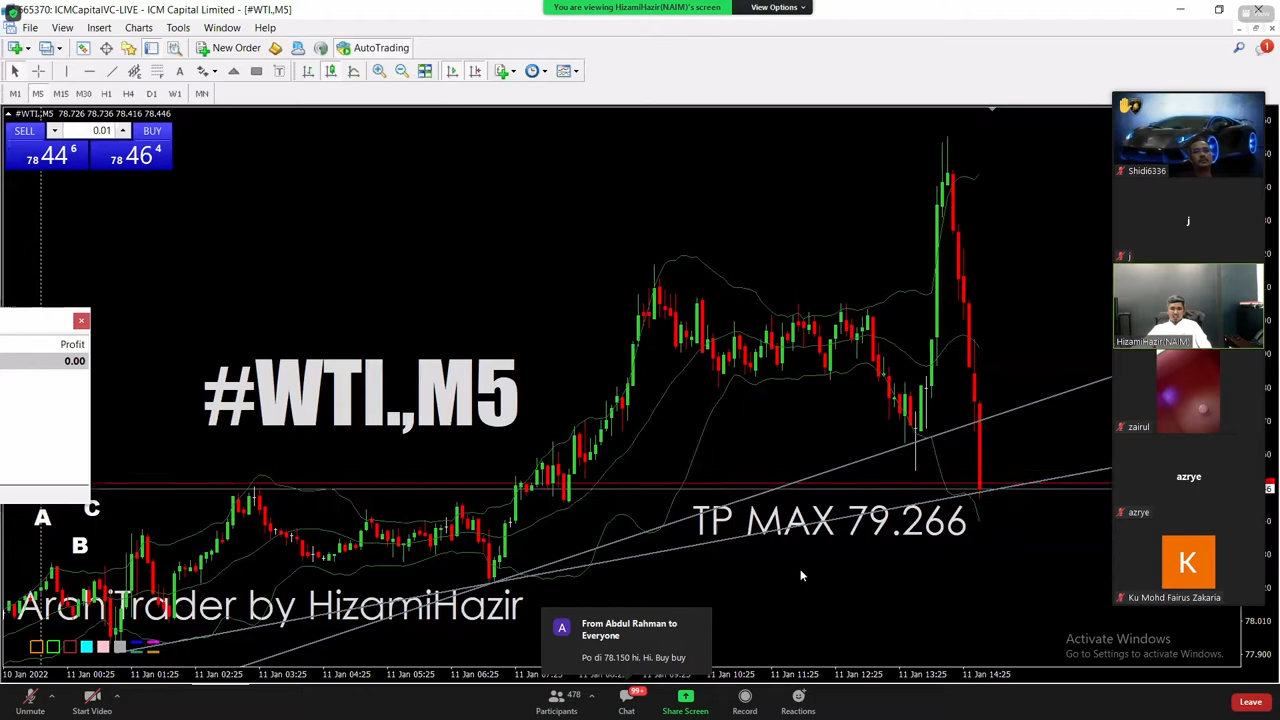 565370: ICMCapitalVC-LIVE - ICM Capital Limited - [#WTI.,M5]
You are viewing HizamiHazir(NAIM)'s screen
View Options
View
File View Insert Charts Tools Window Help
New Order
AutoTrading
1
M1 M5 M15 M30 H1 H4 D1 W1 MN
#WTI.,M5 78.726 78.736 78.416 78.446
SELL 0.01 BUY
78 44 6
78 46 4
Shidi6336
j
j
HizamiHazir(NAIM)
zairul
azrye
azrye
K
Ku Mohd Fairus Zakaria
Profit
0.00
#WTI.,M5
A
C
B
TP MAX 79.266
AronTrader by HizamiHazir
A
From Abdul Rahman to
Everyone
Po di 78.150 hi. Hi. Buy buy
Activate Windows
Go to Settings to activate Windows.
78.010
77.900
10 Jan 2022 11 Jan 00:25 11 Jan 01:25 11 Jan 02:25 11 Jan 03:25 11 Jan 04:25 11 Jan 05:25 11 Jan 06:25 11 Jan 10:25 11 Jan 11:25 11 Jan 12:25 11 Jan 13:25 11 Jan 14:25
Unmute
Start Video
478
Participants
99+
Chat
Share Screen
Record
Reactions
Leave